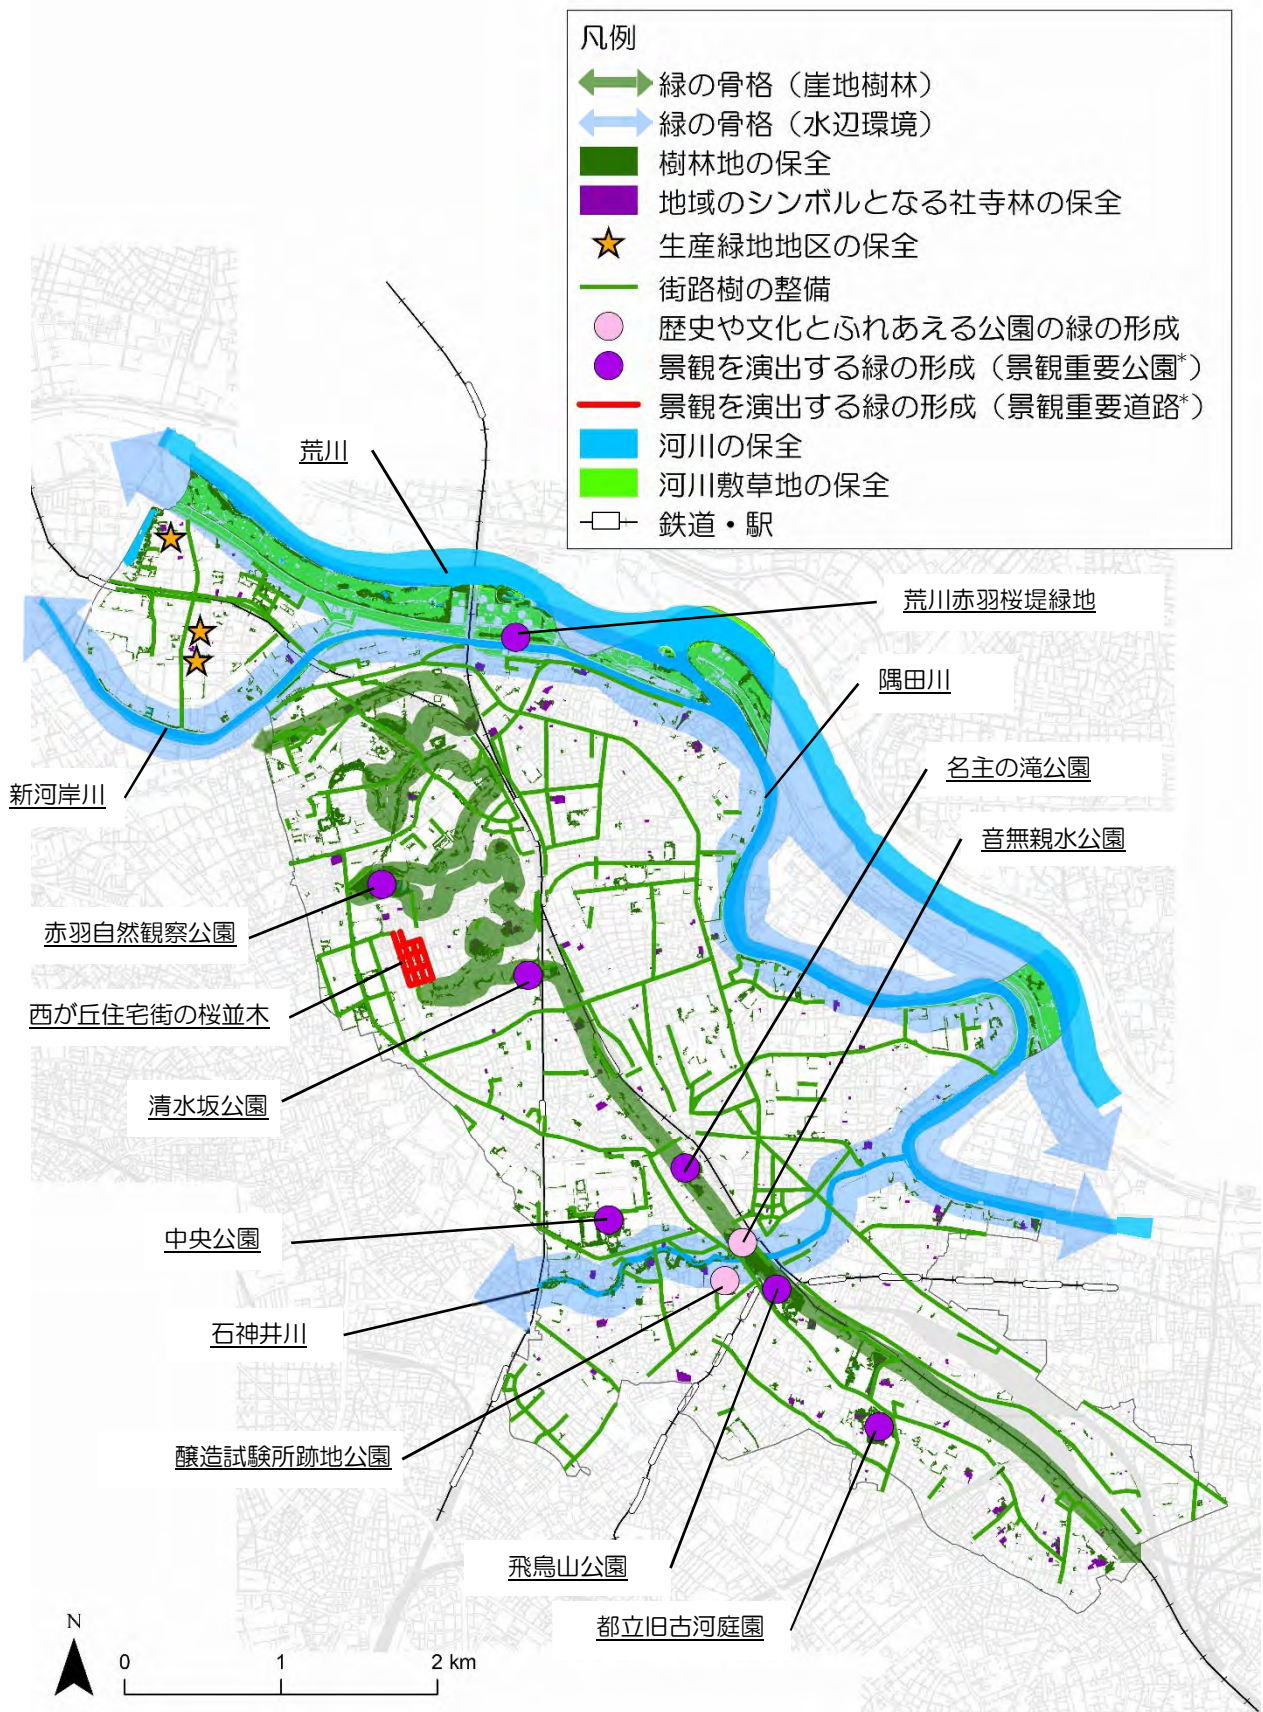 凡例
緑の骨格（崖地樹林）
緑の骨格（水辺環境）
樹林地の保全
地域のシンボルとなる社寺林の保全
生産緑地地区の保全
街路樹の整備
歴史や文化とふれあえる公園の緑の形成
景観を演出する緑の形成（景観重要公園*）
景観を演出する緑の形成（景観重要道路*）
河川の保全
河川敷草地の保全
鉄道・駅
荒川
荒川赤羽桜堤緑地
隅田川
名主の滝公園
新河岸川
音無親水公園
赤羽自然観察公園
西が丘住宅街の桜並木
清水坂公園
中央公園
石神井川
醸造試験所跡地公園
飛鳥山公園
都立旧古河庭園
N
0 1 2 km